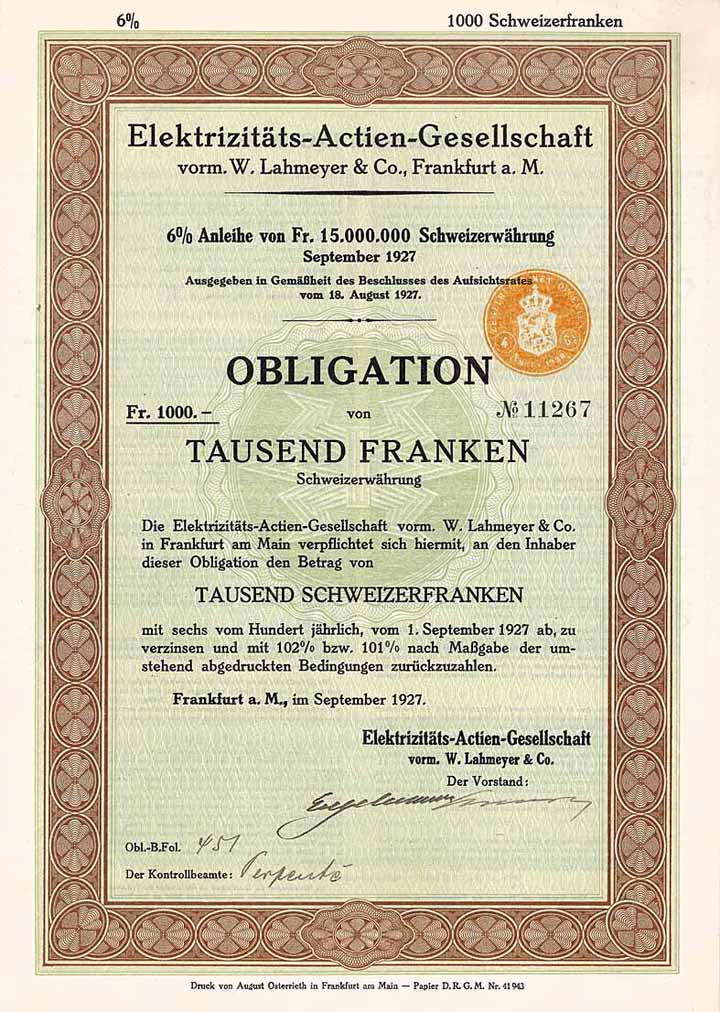 6% 1000 Schweizerfranken
Elektrizitäts-Actien-Gesellschaft
vorm. W. Lahmeyer & Co., Frankfurt a. M.
6% Anleihe von Fr. 15.000.000 Schweizerwährung
September 1927
Ausgegeben in Gemäßheit des Beschlusses des Aufsichtsrates
vom 18. August 1927.
OBLIGATION
Fr. 1000.– von № 11267
TAUSEND FRANKEN
Schweizerwährung
Die Elektrizitäts-Actien-Gesellschaft vorm. W. Lahmeyer & Co.
in Frankfurt am Main verpflichtet sich hiermit, an den Inhaber
dieser Obligation den Betrag von
TAUSEND SCHWEIZERFRANKEN
mit sechs vom Hundert jährlich, vom 1. September 1927 ab, zu
verzinsen und mit 102% bzw. 101% nach Maßgabe der um-
stehend abgedruckten Bedingungen zurückzuzahlen.
Frankfurt a. M., im September 1927.
Elektrizitäts-Actien-Gesellschaft
vorm. W. Lahmeyer & Co.
Der Vorstand:
Obl.-B.Fol. 451
Der Kontrollbeamte:
Druck von August Osterrieth in Frankfurt am Main — Papier D. R. G. M. Nr. 41943